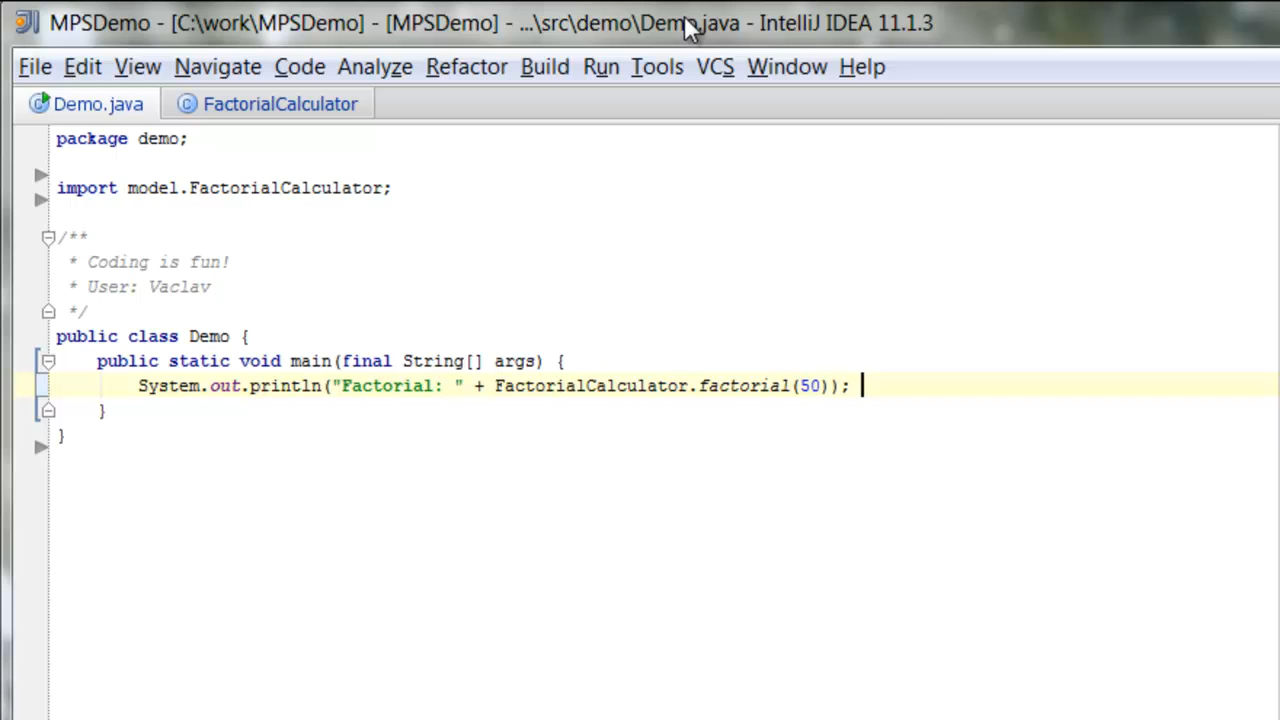 MPSDemo - [C:\work\MPSDemo] - [MPSDemo] - ...\src\demo\Demo.java - IntelliJ IDEA 11.1.3
File Edit View Navigate Code Analyze Refactor Build Run Tools VCS Window Help
Demo.java FactorialCalculator
package demo;
import model.FactorialCalculator;
/**
* Coding is fun!
* User: Vaclav
*/
public class Demo {
public static void main(final String[] args) {
System.out.println("Factorial: " + FactorialCalculator.factorial(50));
}
}